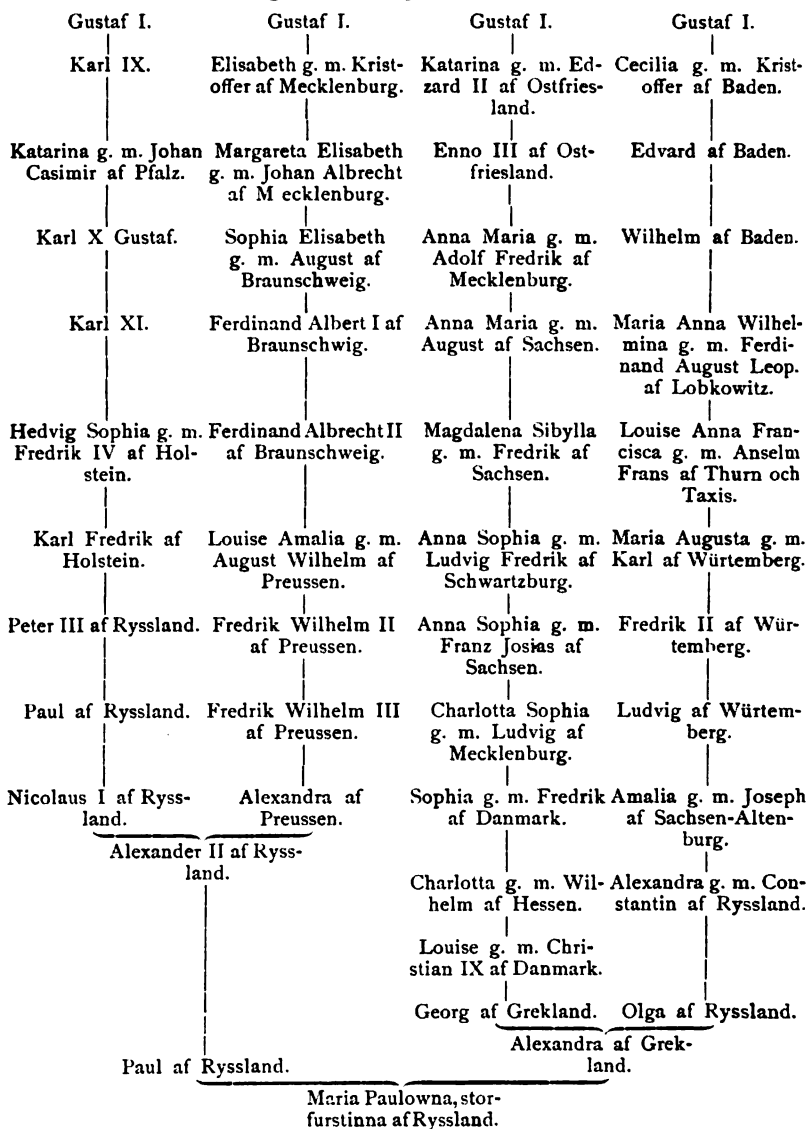 Gustaf I.
Gustaf I.
Gustaf I.
Gustaf I.
Karl IX.
Elisabeth g. m. Krist-
offer af Mecklenburg.
Katarina g. m. Ed-
zard II af Ostfries-
land.
Cecilia g. m. Krist-
offer af Baden.
Katarina g. m. Johan
Casimir af Pfalz.
Margareta Elisabeth
g. m. Johan Albrecht
af M ecklenburg.
Enno III af Ost-
friesland.
Edvard af Baden.
Karl X Gustaf.
Sophia Elisabeth
g. m. August af
Braunschweig.
Anna Maria g. m.
Adolf Fredrik af
Mecklenburg.
Wilhelm af Baden.
Karl XI.
Ferdinand Albert I af
Braunschwig.
Anna Maria g. m.
August af Sachsen.
Maria Anna Wilhel-
mina g. m. Ferdi-
nand August Leop.
af Lobkowitz.
Hedvig Sophia g. m.
Fredrik IV af Hol-
stein.
Ferdinand Albrecht II
af Braunschweig.
Magdalena Sibylla
g. m. Fredrik af
Sachsen.
Louise Anna Fran-
cisca g. m. Anselm
Frans af Thurn och
Taxis.
Karl Fredrik af
Holstein.
Louise Amalia g. m.
August Wilhelm af
Preussen.
Anna Sophia g. m.
Ludvig Fredrik af
Schwartzburg.
Maria Augusta g. m.
Karl af Würtemberg.
Peter III af Ryssland.
Fredrik Wilhelm II
af Preussen.
Anna Sophia g. m.
Franz Josias af
Sachsen.
Fredrik II af Wür-
temberg.
Paul af Ryssland.
Fredrik Wilhelm III
af Preussen.
Charlotta Sophia
g. m. Ludvig af
Mecklenburg.
Ludvig af Würtem-
berg.
Nicolaus I af Ryss-
land.
Alexandra af
Preussen.
Sophia g. m. Fredrik
af Danmark.
Amalia g. m. Joseph
af Sachsen-Alten-
burg.
Alexander II af Ryss-
land.
Charlotta g. m. Wil-
helm af Hessen.
Alexandra g. m. Con-
stantin af Ryssland.
Louise g. m. Chri-
stian IX af Danmark.
Georg af Grekland.
Olga af Ryssland.
Alexandra af Grek-
land.
Paul af Ryssland.
Maria Paulowna, stor-
furstinna af Ryssland.